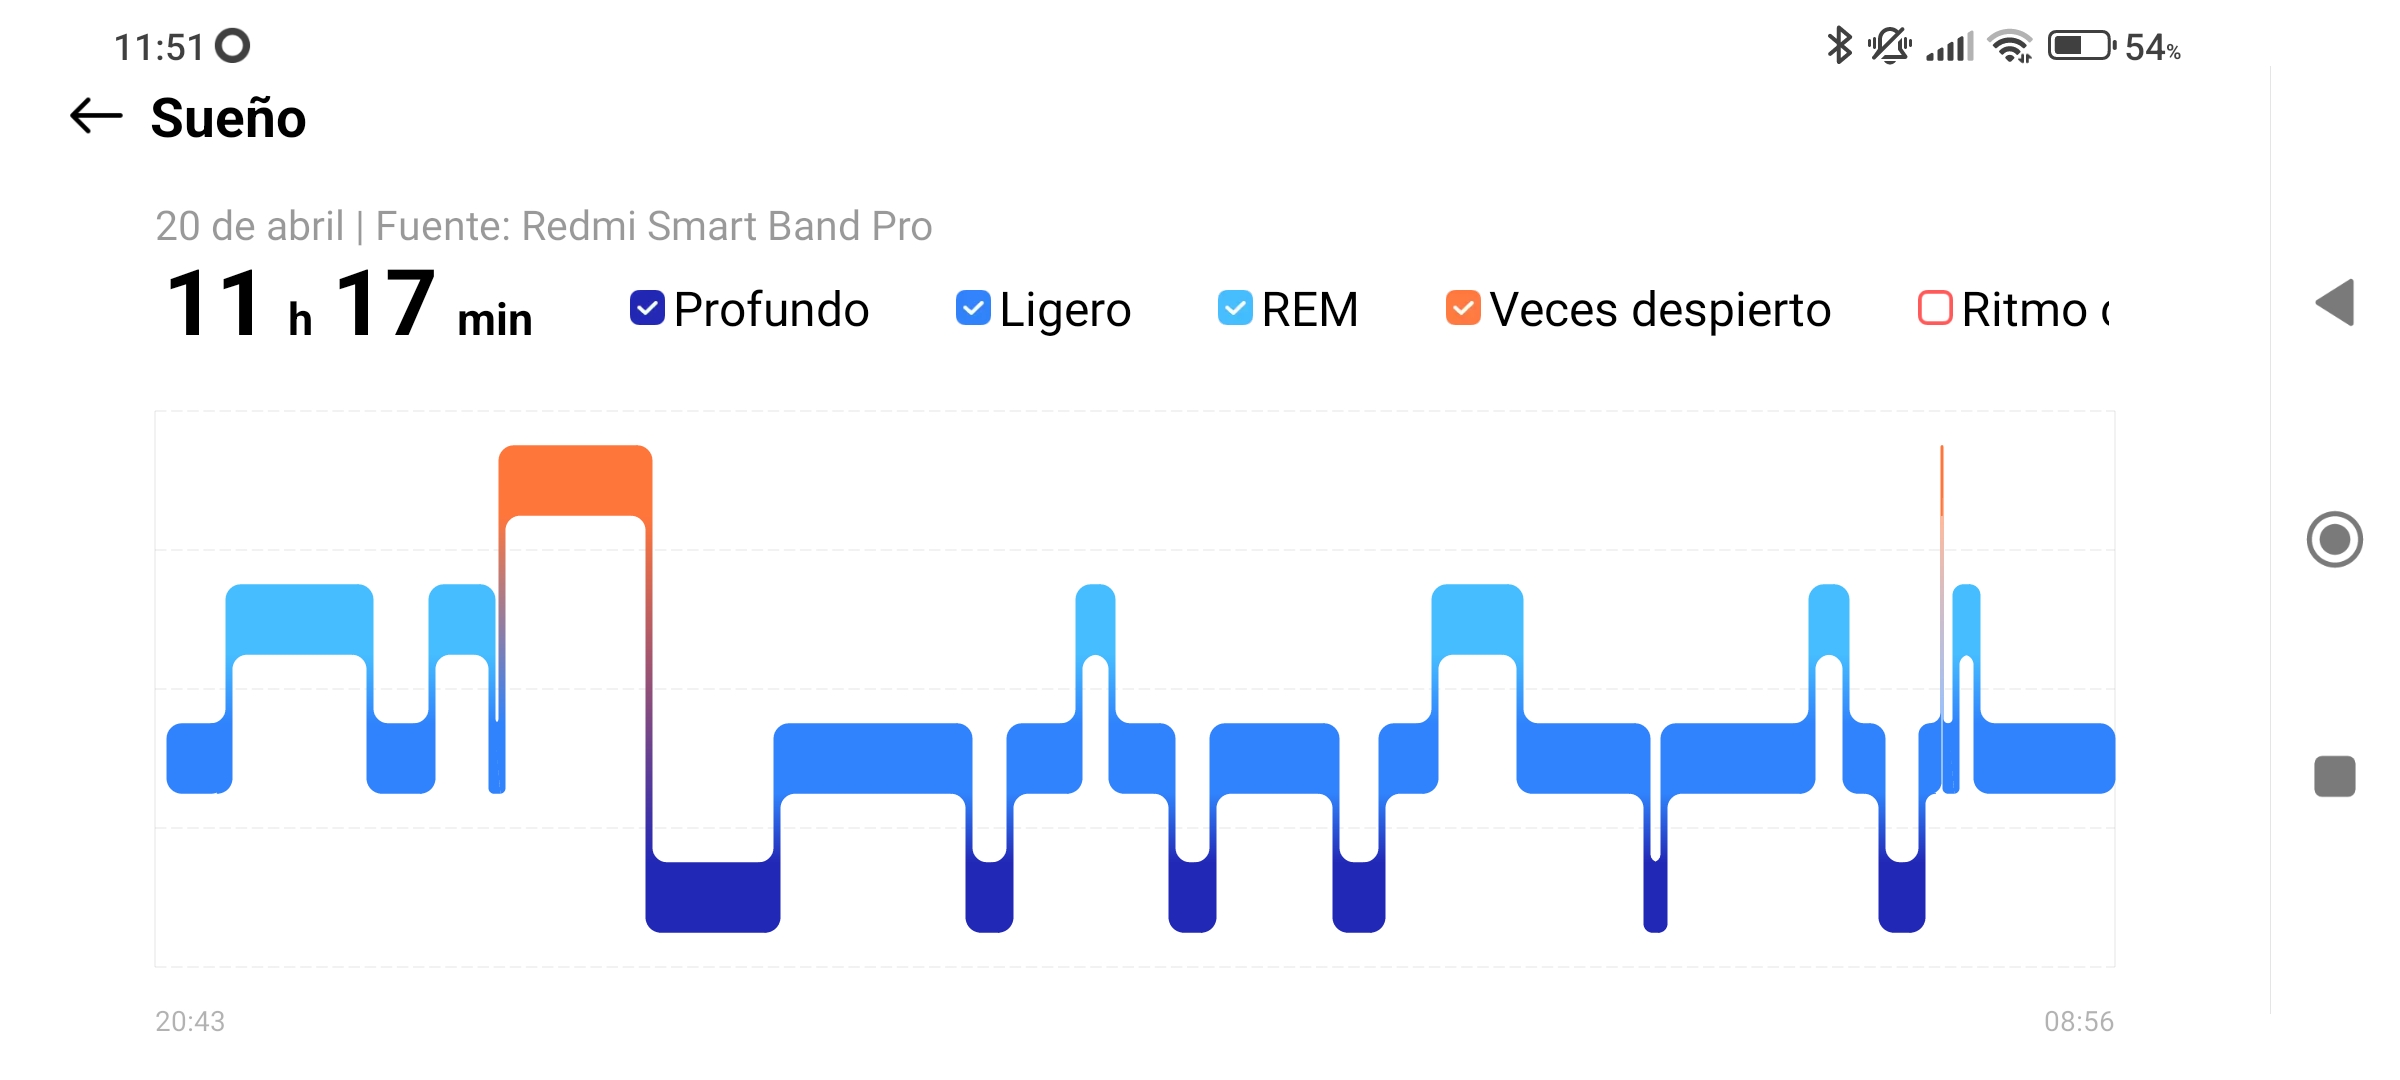 11:51 54%
Sueño
20 de abril | Fuente: Redmi Smart Band Pro
11 h 17 min Profundo Ligero REM Veces despierto Ritmo
20:43 08:56